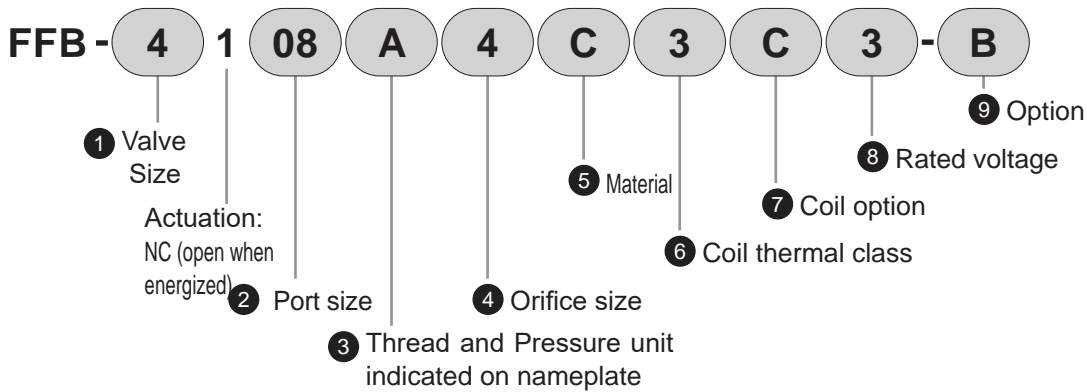 FFB - 4 1 08 A 4 C 3 C 3 - B
9 Option
1 Valve
Size
8 Rated voltage
5 Material
7 Coil option
Actuation:
NC (open when
energized)
6 Coil thermal class
2 Port size
4 Orifice size
3 Thread and Pressure unit
indicated on nameplate